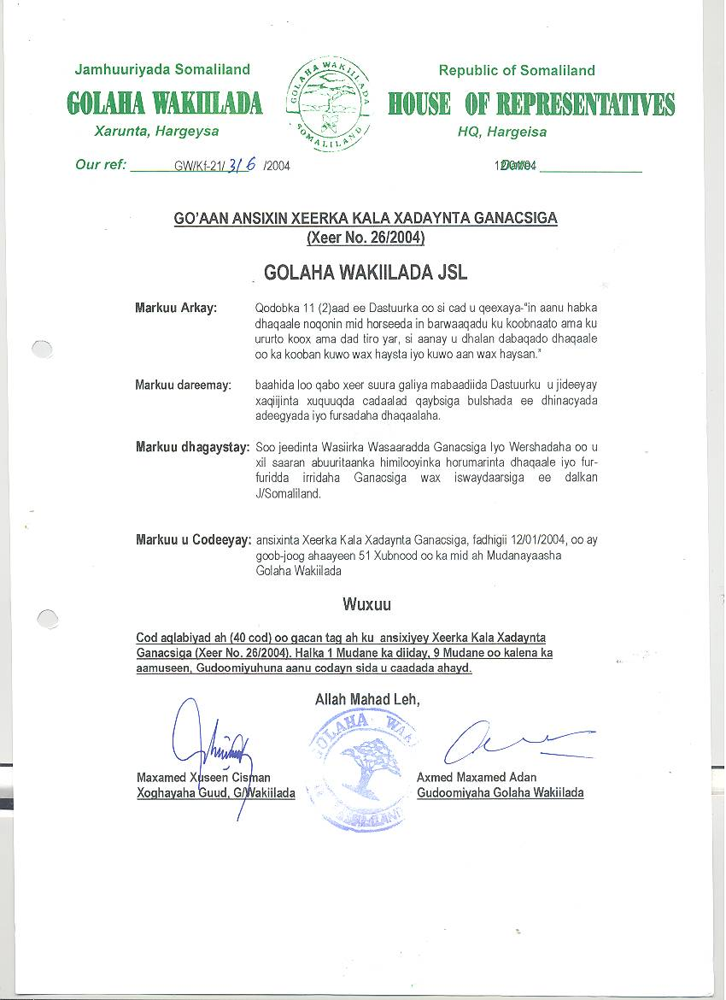 Jamhuuriyada Somaliland
GOLAHA WAKIILADA
Xarunta, Hargeysa
GOLAHA WAKIILADA
SOMALILAND
Republic of Somaliland
HOUSE OF REPRESENTATIVES
HQ, Hargeisa
Our ref: GW/Kf-21/316 /2004
Date:
GO'AAN ANSIXIN XEERKA KALA XADAYNTA GANACSIGA
(Xeer No. 26/2004)
GOLAHA WAKIILADA JSL
Markuu Arkay: Qodobka 11 (2)aad ee Dastuurka oo si cad u qeexaya-"in aanu habka
dhaqaale noqonin mid horseeda in barwaaqadu ku koobnaato ama ku
ururto koox ama dad tiro yar, si aanay u dhalan dabaqado dhaqaale
oo ka kooban kuwo wax haysta iyo kuwo aan wax haysan."
Markuu dareemay: baahida loo qabo xeer suura galiya mabaadiida Dastuurku u jideeyay
xaqiijinta xuquuqda cadaalad qaybsiga bulshada ee dhinacyada
adeegyada iyo fursadaha dhaqaalaha.
Markuu dhagaystay: Soo jeedinta Wasiirka Wasaaradda Ganacsiga Iyo Wershadaha oo u
xil saaran abuuritaanka himilooyinka horumarinta dhaqaale iyo fur-
furidda irridaha Ganacsiga wax iswaydaarsiga ee dalkan
J/Somaliland.
Markuu u Codeeyay: ansixinta Xeerka Kala Xadaynta Ganacsiga, fadhigii 12/01/2004, oo ay
goob-joog ahaayeen 51 Xubnood oo ka mid ah Mudanayaasha
Golaha Wakiilada
Wuxuu
Cod aqlabiyad ah (40 cod) oo gacan tag ah ku ansixiyey Xeerka Kala Xadaynta
Ganacsiga (Xeer No. 26/2004). Halka 1 Mudane ka diiday, 9 Mudane oo kalena ka
aamuseen, Gudoomiyuhuna aanu codayn sida u caadada ahayd.
Allah Mahad Leh,
GOLAHA WAK
Maxamed Xuseen Cisman
Xoghayaha Guud, G/Wakiilada
Axmed Maxamed Adan
Gudoomiyaha Golaha Wakiilada